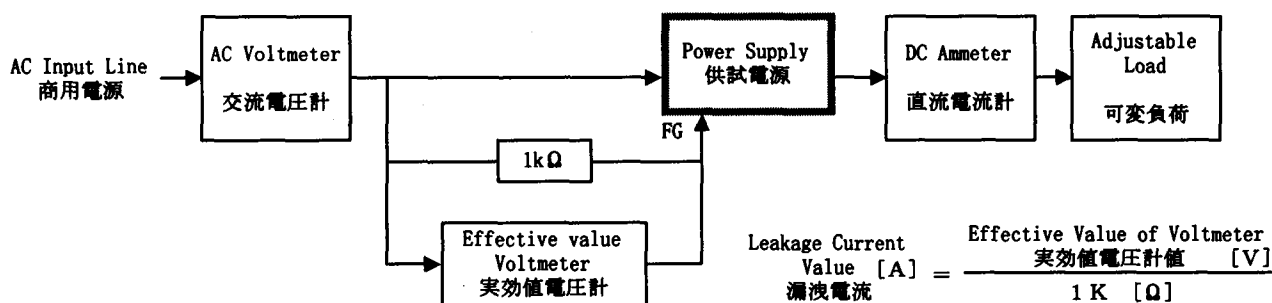 AC Input Line
商用電源
AC Voltmeter
交流電圧計
Power Supply
供試電源
DC Ammeter
直流電流計
Adjustable
Load
可変負荷
FG
1kΩ
Effective value
Voltmeter
実効値電圧計
Leakage Current
Value [A]
漏洩電流
=
Effective Value of Voltmeter
実効値電圧計値 [V]
1 K [Ω]